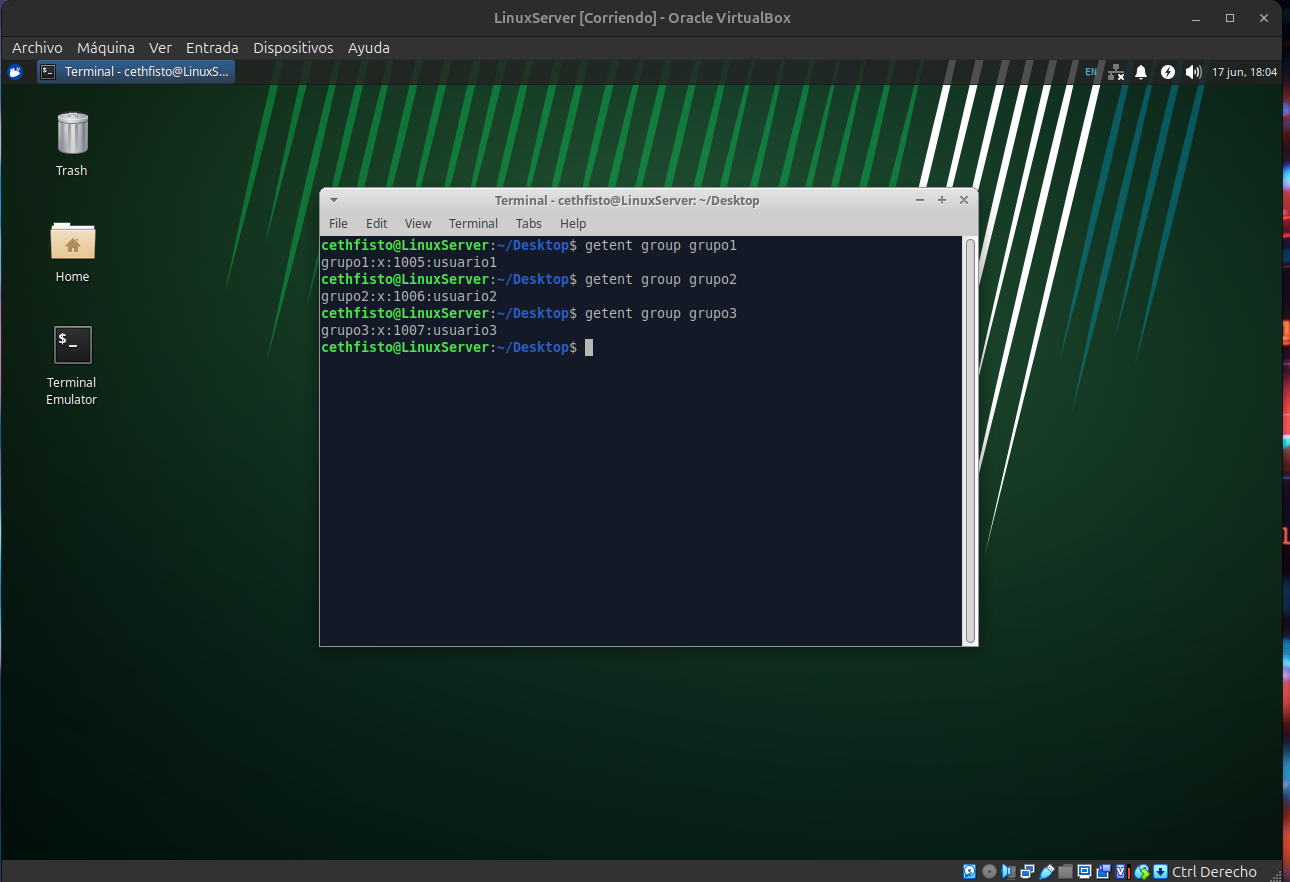 LinuxServer [Corriendo] - Oracle VirtualBox
Archivo Máquina Ver Entrada Dispositivos Ayuda
Terminal - cethfisto@LinuxS... EN 17 jun, 18:04
Trash
Home
$_
Terminal
Emulator
Terminal - cethfisto@LinuxServer: ~/Desktop
File Edit View Terminal Tabs Help
cethfisto@LinuxServer:~/Desktop$ getent group grupo1
grupo1:x:1005:usuario1
cethfisto@LinuxServer:~/Desktop$ getent group grupo2
grupo2:x:1006:usuario2
cethfisto@LinuxServer:~/Desktop$ getent group grupo3
grupo3:x:1007:usuario3
cethfisto@LinuxServer:~/Desktop$
Ctrl Derecho